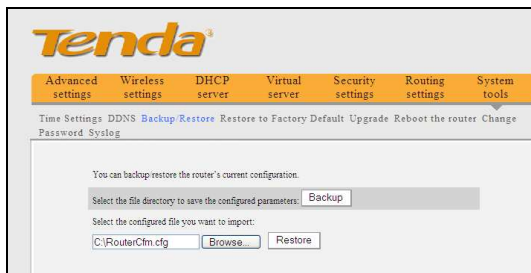 Tenda
Advanced settings Wireless settings DHCP server Virtual server Security settings Routing settings System tools
Time Settings DDNS Backup/Restore Restore to Factory Default Upgrade Reboot the router Change
Password Syslog
You can backup/restore the router's current configuration.
Select the file directory to save the configured parameters: Backup
Select the configured file you want to import:
C:\RouterCfm.cfg Browse... Restore